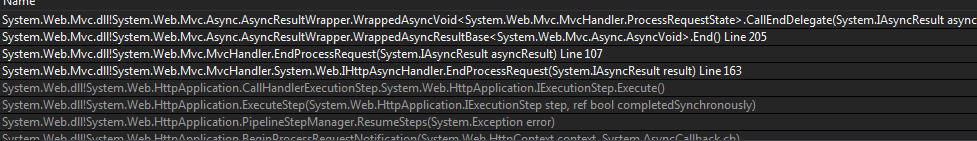 Name
System.Web.Mvc.dll!System.Web.Mvc.Async.AsyncResultWrapper.WrappedAsyncVoid<System.Web.Mvc.MvcHandler.ProcessRequestState>.CallEndDelegate(System.IAsyncResult async
System.Web.Mvc.dll!System.Web.Mvc.Async.AsyncResultWrapper.WrappedAsyncResultBase<System.Web.Mvc.Async.AsyncVoid>.End() Line 205
System.Web.Mvc.dll!System.Web.Mvc.MvcHandler.EndProcessRequest(System.IAsyncResult asyncResult) Line 107
System.Web.Mvc.dll!System.Web.Mvc.MvcHandler.System.Web.IHttpAsyncHandler.EndProcessRequest(System.IAsyncResult result) Line 163
System.Web.dll!System.Web.HttpApplication.CallHandlerExecutionStep.System.Web.HttpApplication.IExecutionStep.Execute()
System.Web.dll!System.Web.HttpApplication.ExecuteStep(System.Web.HttpApplication.IExecutionStep step, ref bool completedSynchronously)
System.Web.dll!System.Web.HttpApplication.PipelineStepManager.ResumeSteps(System.Exception error)
System.Web.dll!System.Web.HttpApplication.BeginProcessRequestNotification(System.Web.HttpContext context, System.AsyncCallback cb)